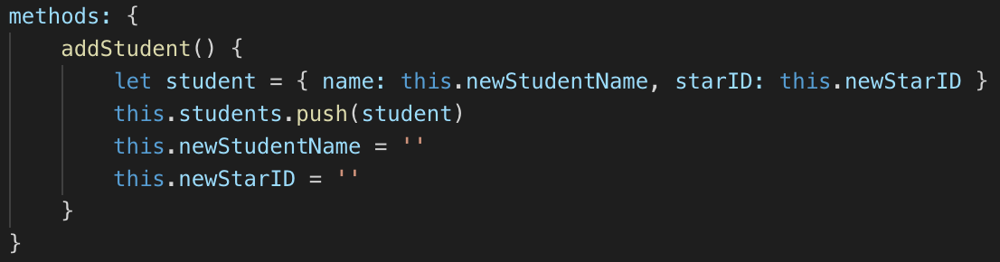 methods: {
    addStudent() {
        let student = { name: this.newStudentName, starID: this.newStarID }
        this.students.push(student)
        this.newStudentName = ''
        this.newStarID = ''
    }
}